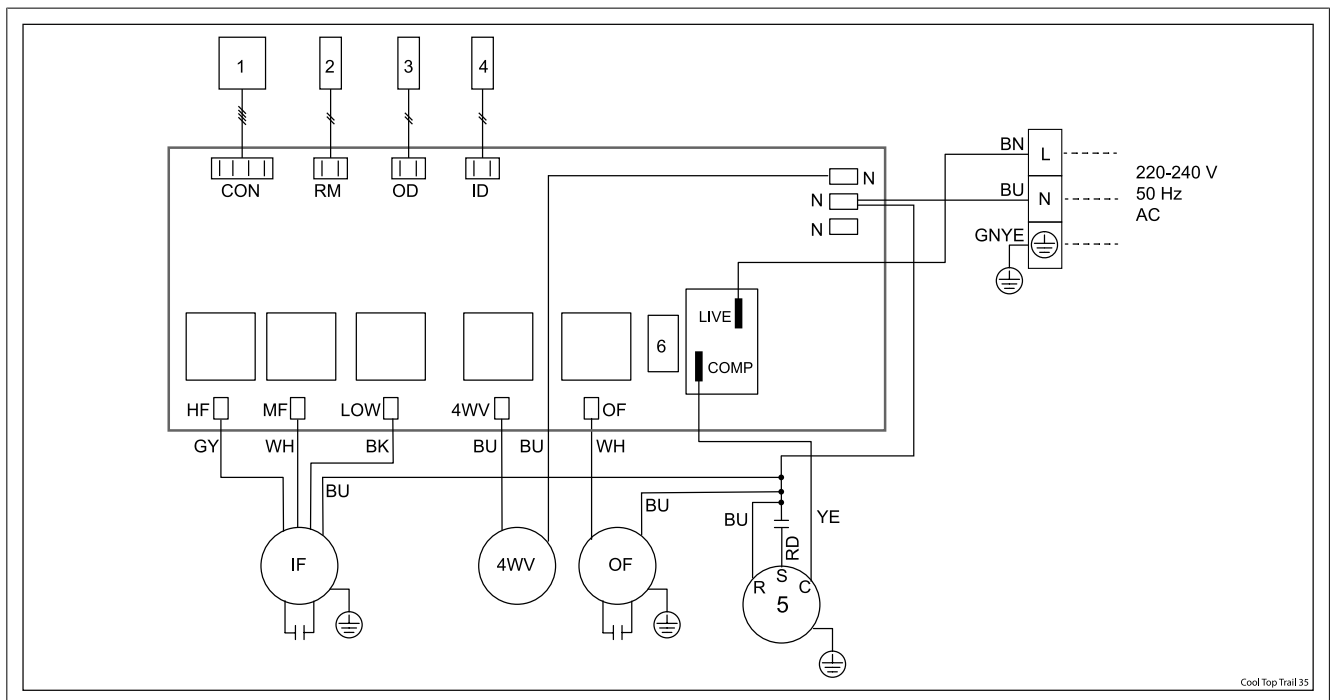 1
2
3
4
CON
RM
OD
ID
N
N
N
BN
L
BU
N
GNYE
220-240 V
50 Hz
AC
LIVE
6
COMP
HF
MF
LOW
4WV
OF
GY
WH
BK
BU
BU
WH
BU
BU
BU
YE
RD
IF
4WV
OF
R
S
C
5
Cool Top Trail 35